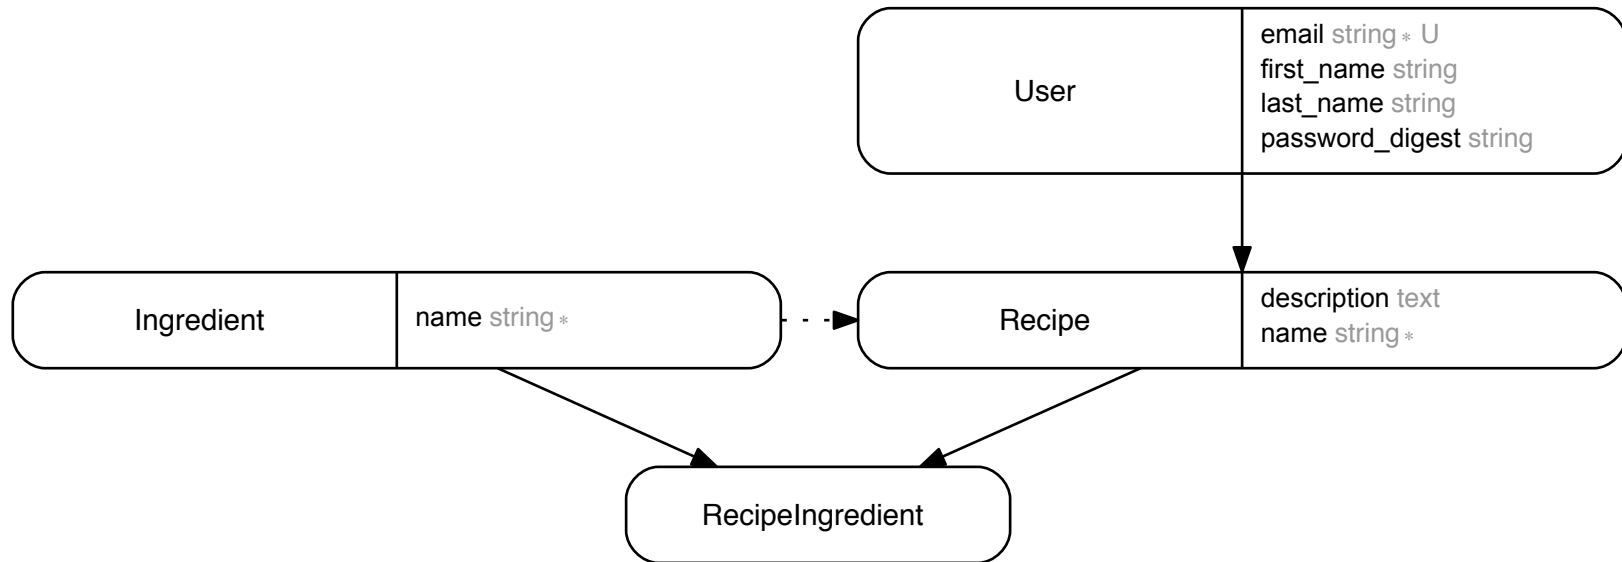 User
email string * U
first_name string
last_name string
password_digest string
Ingredient
name string *
Recipe
description text
name string *
RecipeIngredient